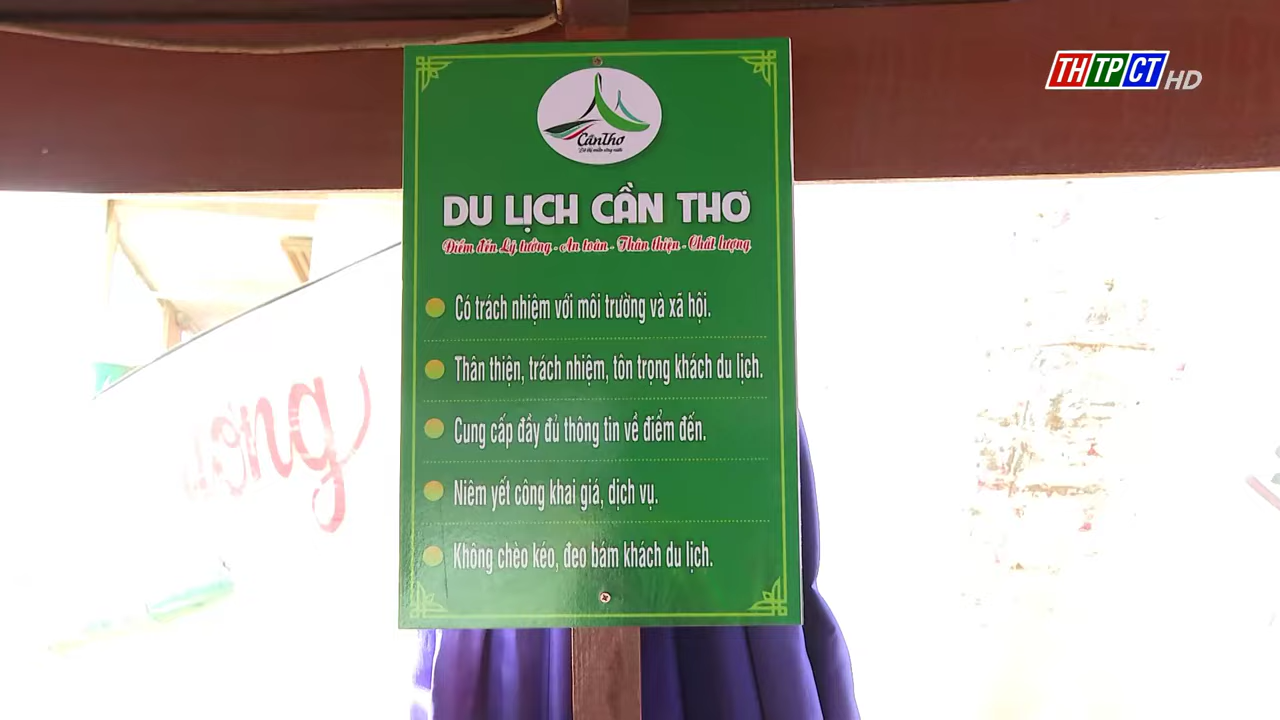 THTPCT HD
CầnThơ
DU LỊCH CẦN THƠ
Điểm đến Lý tưởng - An toàn - Thân thiện - Chất lượng
Có trách nhiệm với môi trường và xã hội.
Thân thiện, trách nhiệm, tôn trọng khách du lịch.
Cung cấp đầy đủ thông tin về điểm đến.
Niêm yết công khai giá, dịch vụ.
Không chèo kéo, đeo bám khách du lịch.